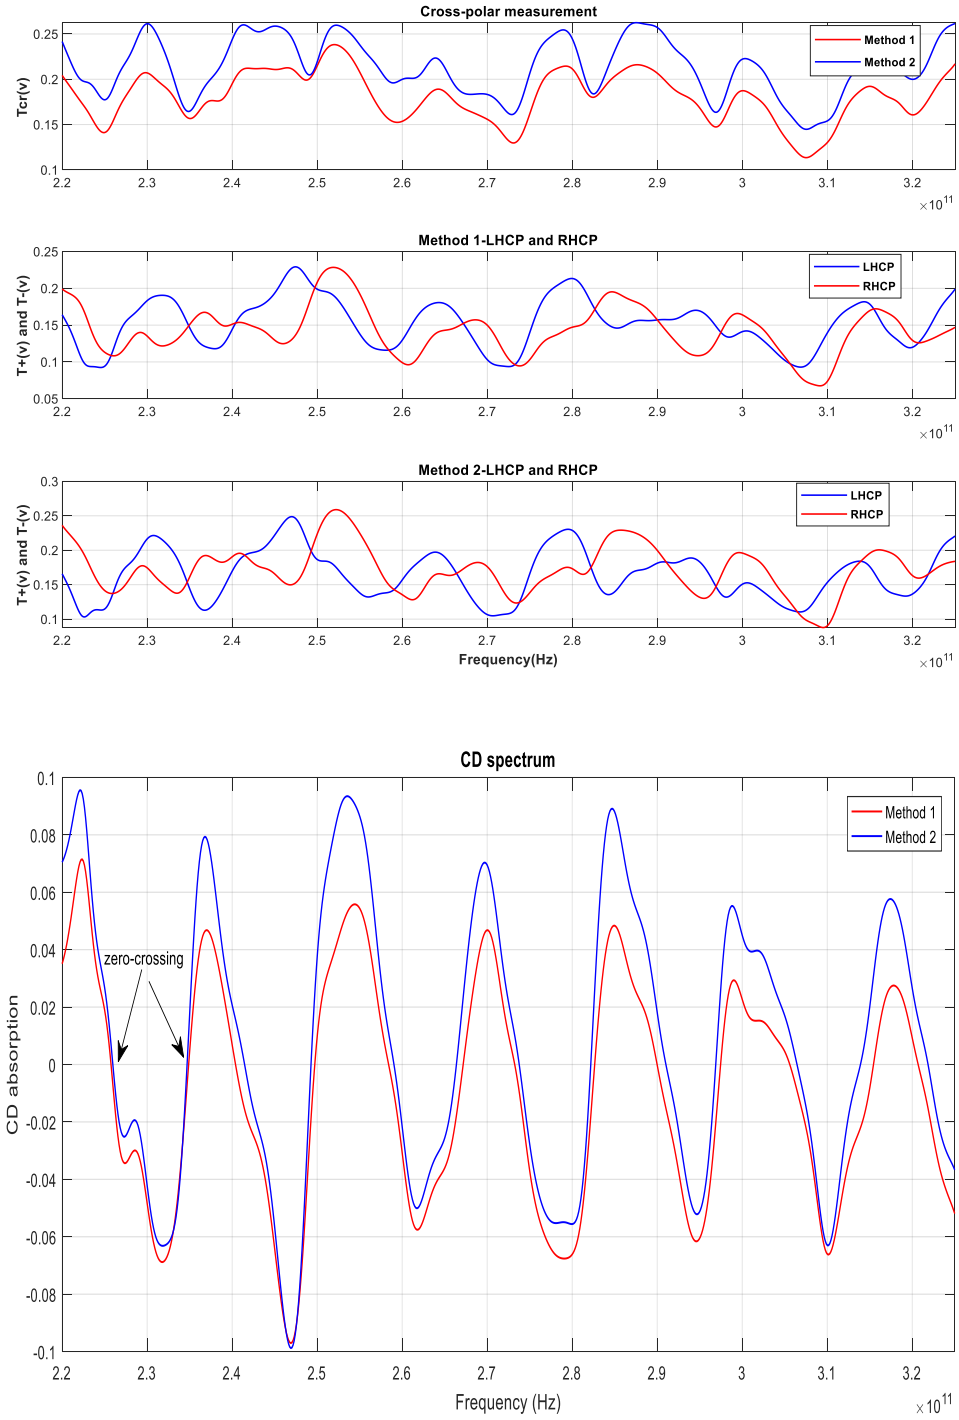 Cross-polar measurement
Tcr(v)
0.25
0.2
0.15
0.1
Method 1
Method 2
2.2 2.3 2.4 2.5 2.6 2.7 2.8 2.9 3 3.1 3.2
×10^11
Method 1-LHCP and RHCP
T+(v) and T-(v)
0.25
0.2
0.15
0.1
0.05
LHCP
RHCP
2.2 2.3 2.4 2.5 2.6 2.7 2.8 2.9 3 3.1 3.2
×10^11
Method 2-LHCP and RHCP
T+(v) and T-(v)
0.3
0.25
0.2
0.15
0.1
LHCP
RHCP
2.2 2.3 2.4 2.5 2.6 2.7 2.8 2.9 3 3.1 3.2
Frequency(Hz)
×10^11
CD spectrum
CD absorption
0.1
0.08
0.06
0.04
0.02
0
-0.02
-0.04
-0.06
-0.08
-0.1
Method 1
Method 2
zero-crossing
2.2 2.3 2.4 2.5 2.6 2.7 2.8 2.9 3 3.1 3.2
Frequency (Hz)
×10^11